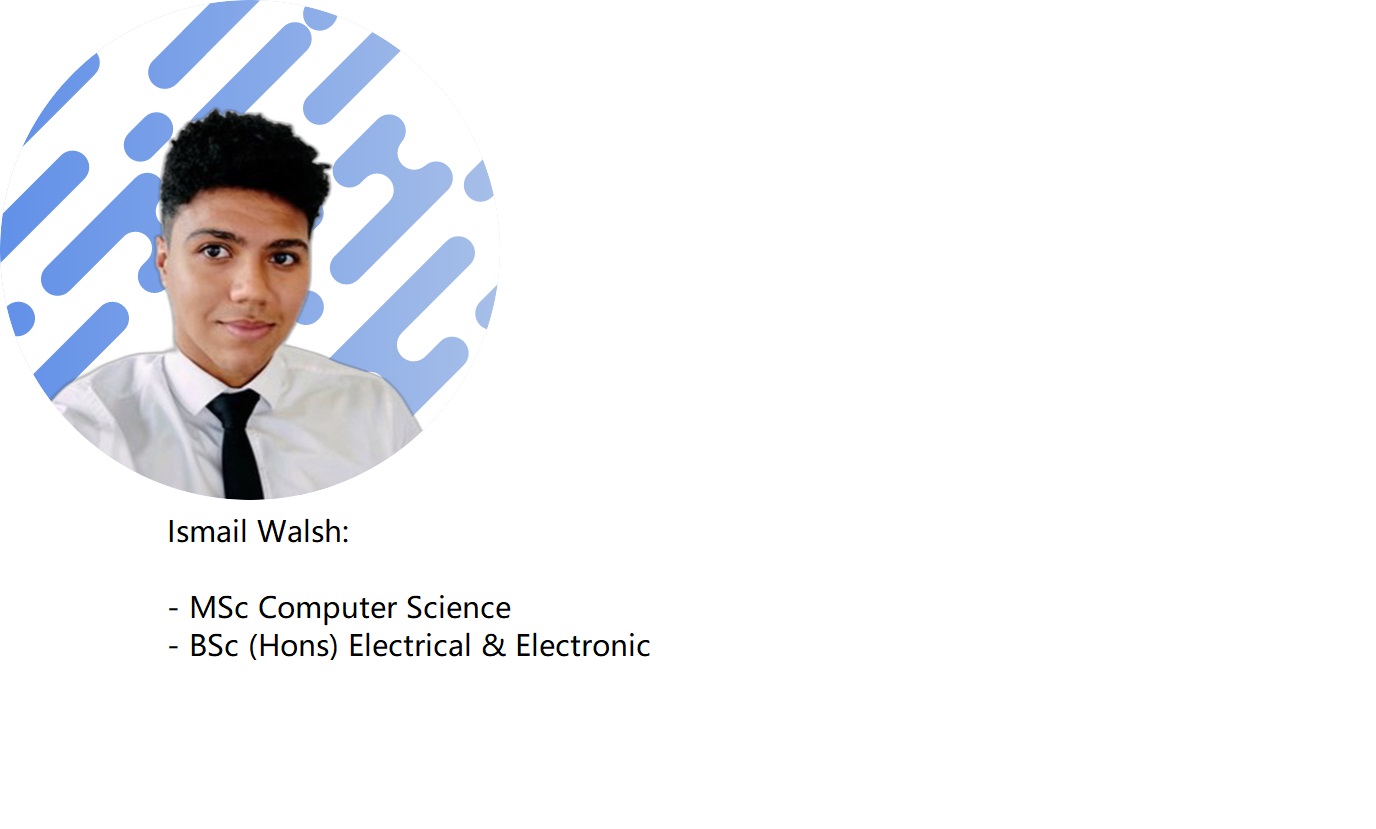 Ismail Walsh:
- MSc Computer Science
- BSc (Hons) Electrical & Electronic